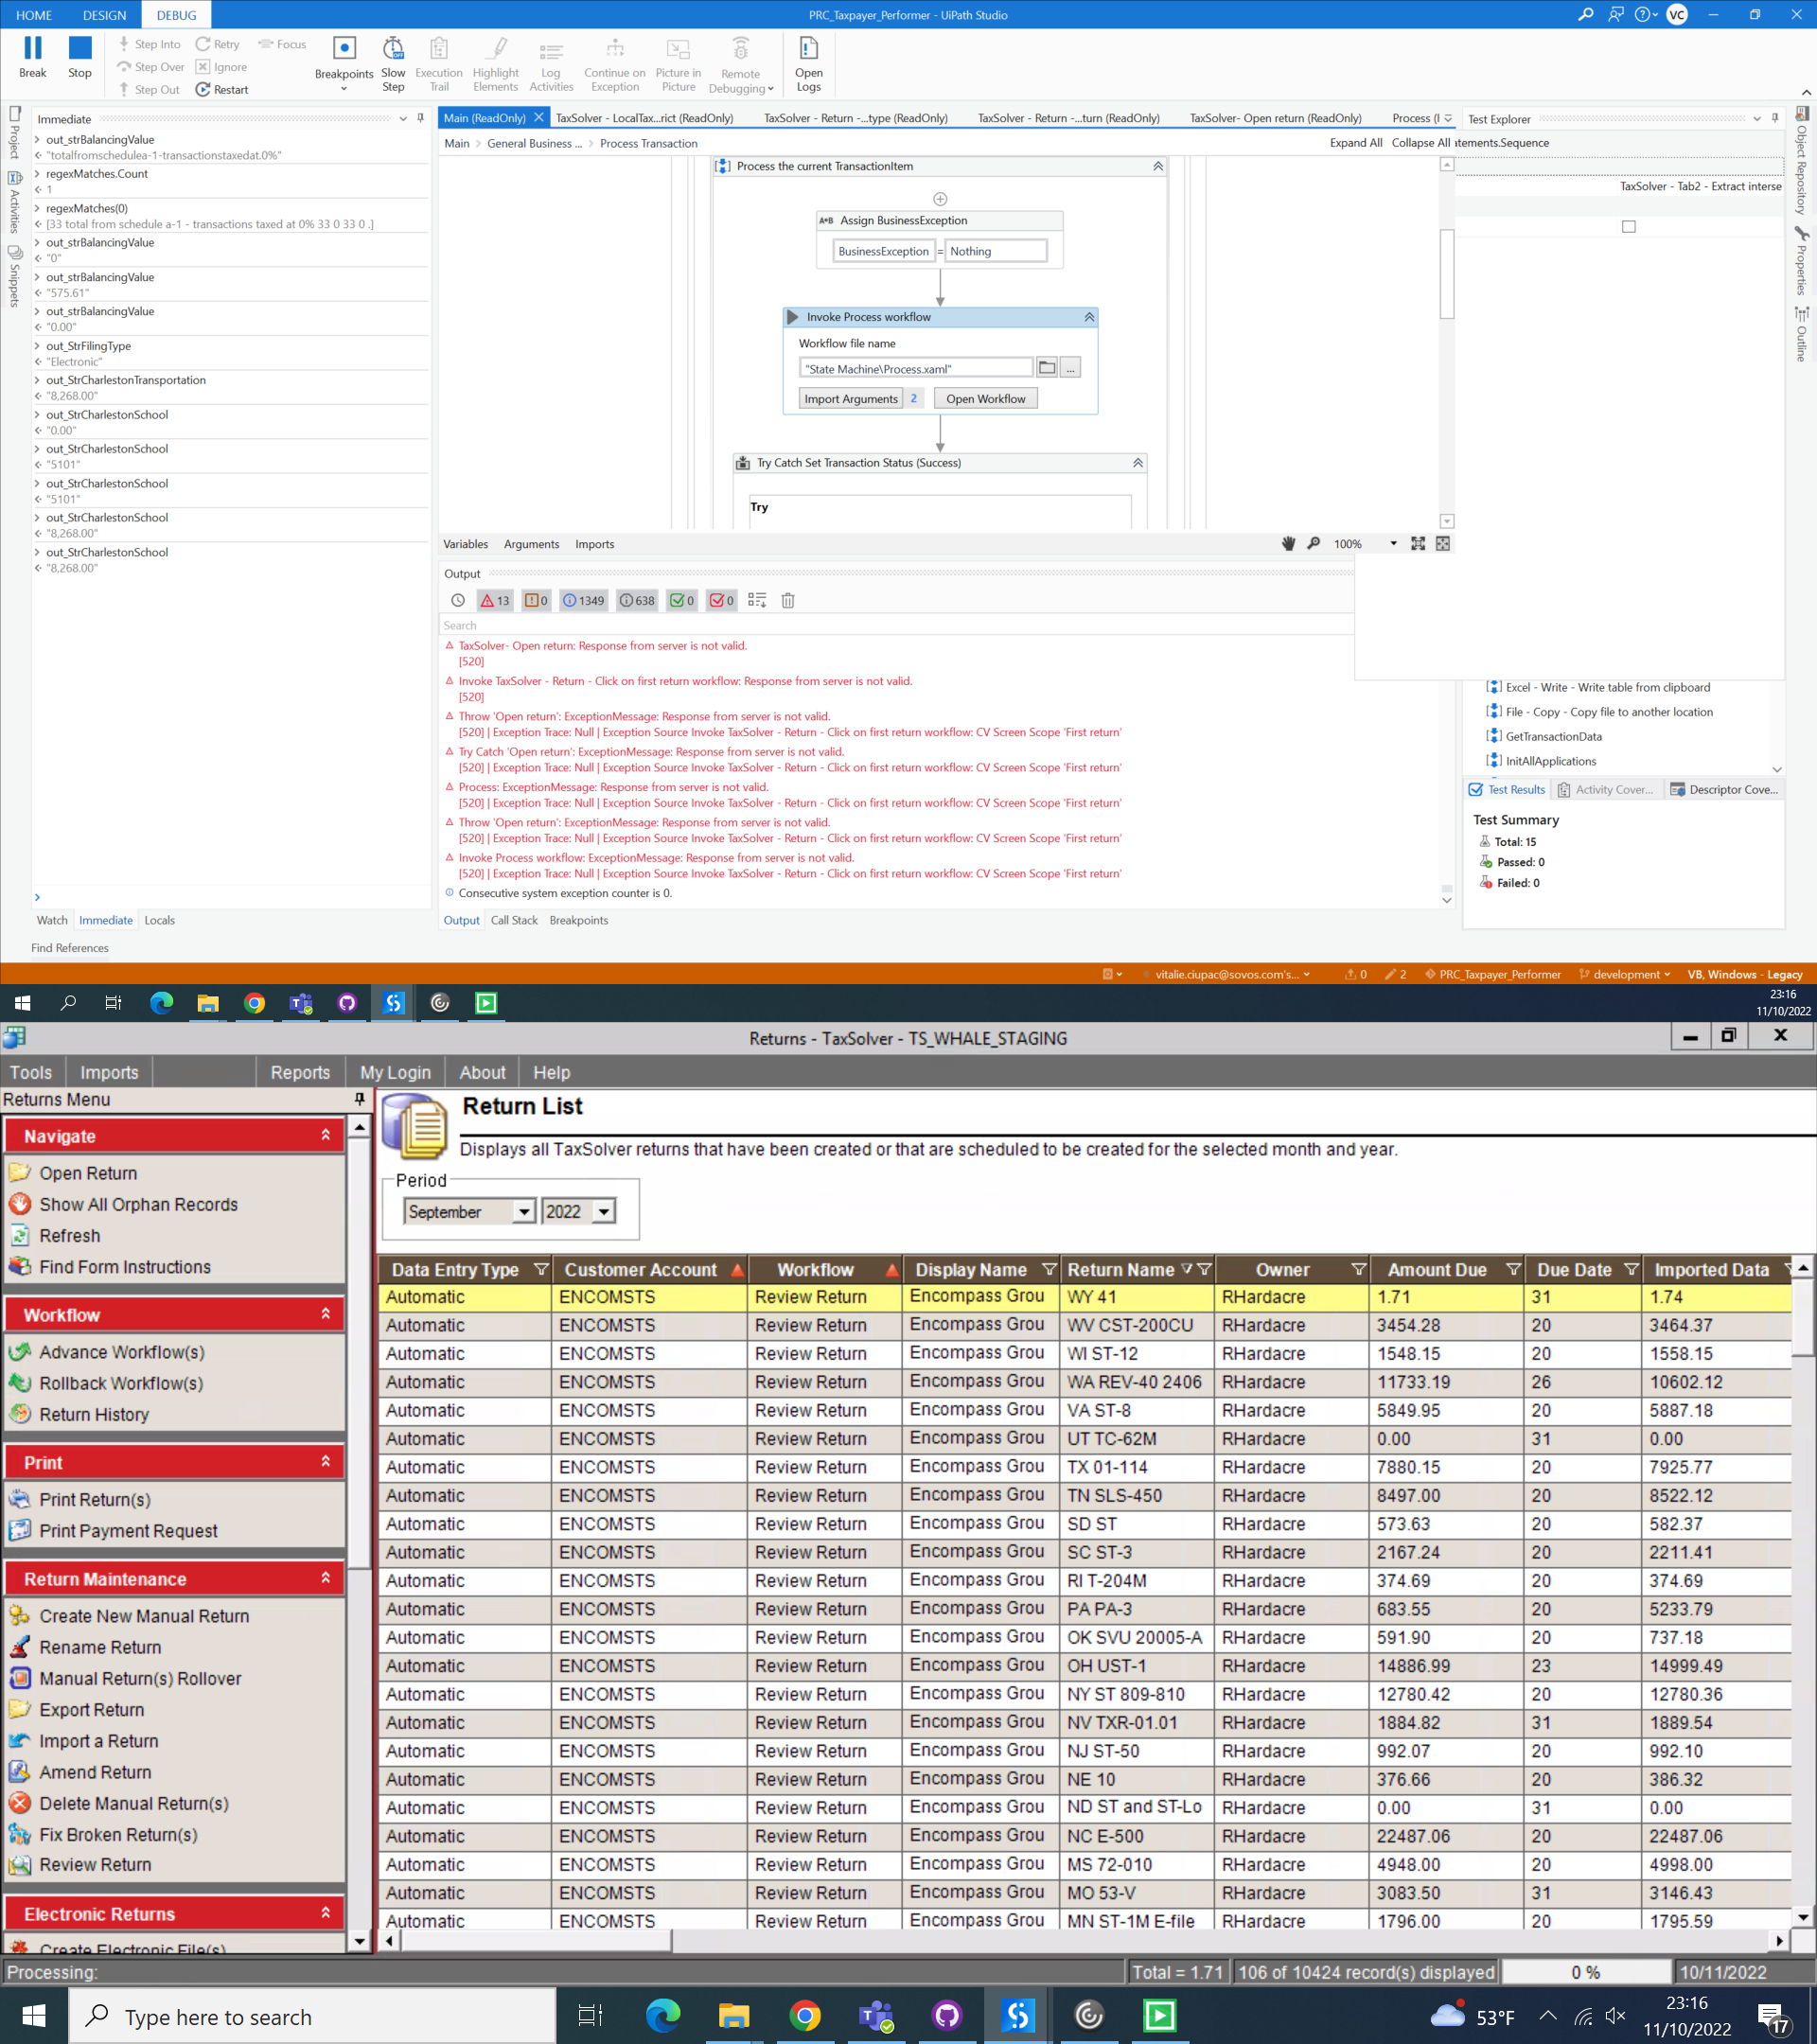 HOME DESIGN DEBUG PRC_Taxpayer_Performer - UiPath Studio VC
Break Stop Step Into Step Over Step Out Retry Ignore Restart Focus Breakpoints Slow Step Execution Trail Highlight Elements Log Activities Continue on Exception Picture in Picture Remote Debugging Open Logs
Project
Activities
Snippets
Immediate
out_strBalancingValue
"totalfromschedulea-1-transactionstaxedat.0%"
regexMatches.Count
1
regexMatches(0)
[33 total from schedule a-1 - transactions taxed at 0% 33 0 33 0 .]
out_strBalancingValue
"0"
out_strBalancingValue
"575.61"
out_strBalancingValue
"0.00"
out_StrFilingType
"Electronic"
out_StrCharlestonTransportation
"8,268.00"
out_StrCharlestonSchool
"0.00"
out_StrCharlestonSchool
"5101"
out_StrCharlestonSchool
"5101"
out_StrCharlestonSchool
"8,268.00"
out_StrCharlestonSchool
"8,268.00"
Watch Immediate Locals
Find References
Main (ReadOnly) TaxSolver - LocalTax...rict (ReadOnly) TaxSolver - Return -...type (ReadOnly) TaxSolver - Return -...turn (ReadOnly) TaxSolver- Open return (ReadOnly) Process (I
Main > General Business ... > Process Transaction Expand All Collapse All
Process the current TransactionItem
A*B Assign BusinessException
BusinessException = Nothing
Invoke Process workflow
Workflow file name
"State Machine\Process.xaml"
...
Import Arguments 2 Open Workflow
Try Catch Set Transaction Status (Success)
Try
Variables Arguments Imports 100%
Output
13 0 1349 638 0 0
Search
TaxSolver- Open return: Response from server is not valid.
[520]
Invoke TaxSolver - Return - Click on first return workflow: Response from server is not valid.
[520]
Throw 'Open return': ExceptionMessage: Response from server is not valid.
[520] | Exception Trace: Null | Exception Source Invoke TaxSolver - Return - Click on first return workflow: CV Screen Scope 'First return'
Try Catch 'Open return': ExceptionMessage: Response from server is not valid.
[520] | Exception Trace: Null | Exception Source Invoke TaxSolver - Return - Click on first return workflow: CV Screen Scope 'First return'
Process: ExceptionMessage: Response from server is not valid.
[520] | Exception Trace: Null | Exception Source Invoke TaxSolver - Return - Click on first return workflow: CV Screen Scope 'First return'
Throw 'Open return': ExceptionMessage: Response from server is not valid.
[520] | Exception Trace: Null | Exception Source Invoke TaxSolver - Return - Click on first return workflow: CV Screen Scope 'First return'
Invoke Process workflow: ExceptionMessage: Response from server is not valid.
[520] | Exception Trace: Null | Exception Source Invoke TaxSolver - Return - Click on first return workflow: CV Screen Scope 'First return'
Consecutive system exception counter is 0.
Output Call Stack Breakpoints
Test Explorer
itements.Sequence
TaxSolver - Tab2 - Extract interse
Excel - Write - Write table from clipboard
File - Copy - Copy file to another location
GetTransactionData
InitAllApplications
Test Results Activity Cover... Descriptor Cove...
Test Summary
Total: 15
Passed: 0
Failed: 0
Object Repository
Properties
Outline
vitalie.ciupac@sovos.com's... 0 2 PRC_Taxpayer_Performer development VB, Windows - Legacy
23:16
11/10/2022
Returns - TaxSolver - TS_WHALE_STAGING
Tools Imports Reports My Login About Help
Returns Menu
Navigate
Open Return
Show All Orphan Records
Refresh
Find Form Instructions
Workflow
Advance Workflow(s)
Rollback Workflow(s)
Return History
Print
Print Return(s)
Print Payment Request
Return Maintenance
Create New Manual Return
Rename Return
Manual Return(s) Rollover
Export Return
Import a Return
Amend Return
Delete Manual Return(s)
Fix Broken Return(s)
Review Return
Electronic Returns
Create Electronic File(s)
Return List
Displays all TaxSolver returns that have been created or that are scheduled to be created for the selected month and year.
Period
September 2022
Data Entry Type Customer Account Workflow Display Name Return Name Owner Amount Due Due Date Imported Data
Automatic ENCOMSTS Review Return Encompass Grou WY 41 RHardacre 1.71 31 1.74
Automatic ENCOMSTS Review Return Encompass Grou WV CST-200CU RHardacre 3454.28 20 3464.37
Automatic ENCOMSTS Review Return Encompass Grou WI ST-12 RHardacre 1548.15 20 1558.15
Automatic ENCOMSTS Review Return Encompass Grou WA REV-40 2406 RHardacre 11733.19 26 10602.12
Automatic ENCOMSTS Review Return Encompass Grou VA ST-8 RHardacre 5849.95 20 5887.18
Automatic ENCOMSTS Review Return Encompass Grou UT TC-62M RHardacre 0.00 31 0.00
Automatic ENCOMSTS Review Return Encompass Grou TX 01-114 RHardacre 7880.15 20 7925.77
Automatic ENCOMSTS Review Return Encompass Grou TN SLS-450 RHardacre 8497.00 20 8522.12
Automatic ENCOMSTS Review Return Encompass Grou SD ST RHardacre 573.63 20 582.37
Automatic ENCOMSTS Review Return Encompass Grou SC ST-3 RHardacre 2167.24 20 2211.41
Automatic ENCOMSTS Review Return Encompass Grou RI T-204M RHardacre 374.69 20 374.69
Automatic ENCOMSTS Review Return Encompass Grou PA PA-3 RHardacre 683.55 20 5233.79
Automatic ENCOMSTS Review Return Encompass Grou OK SVU 20005-A RHardacre 591.90 20 737.18
Automatic ENCOMSTS Review Return Encompass Grou OH UST-1 RHardacre 14886.99 23 14999.49
Automatic ENCOMSTS Review Return Encompass Grou NY ST 809-810 RHardacre 12780.42 20 12780.36
Automatic ENCOMSTS Review Return Encompass Grou NV TXR-01.01 RHardacre 1884.82 31 1889.54
Automatic ENCOMSTS Review Return Encompass Grou NJ ST-50 RHardacre 992.07 20 992.10
Automatic ENCOMSTS Review Return Encompass Grou NE 10 RHardacre 376.66 20 386.32
Automatic ENCOMSTS Review Return Encompass Grou ND ST and ST-Lo RHardacre 0.00 31 0.00
Automatic ENCOMSTS Review Return Encompass Grou NC E-500 RHardacre 22487.06 20 22487.06
Automatic ENCOMSTS Review Return Encompass Grou MS 72-010 RHardacre 4948.00 20 4998.00
Automatic ENCOMSTS Review Return Encompass Grou MO 53-V RHardacre 3083.50 31 3146.43
Automatic ENCOMSTS Review Return Encompass Grou MN ST-1M E-file RHardacre 1796.00 20 1795.59
Processing: Total = 1.71 106 of 10424 record(s) displayed 0 % 10/11/2022
Type here to search 53°F 23:16
11/10/2022 17